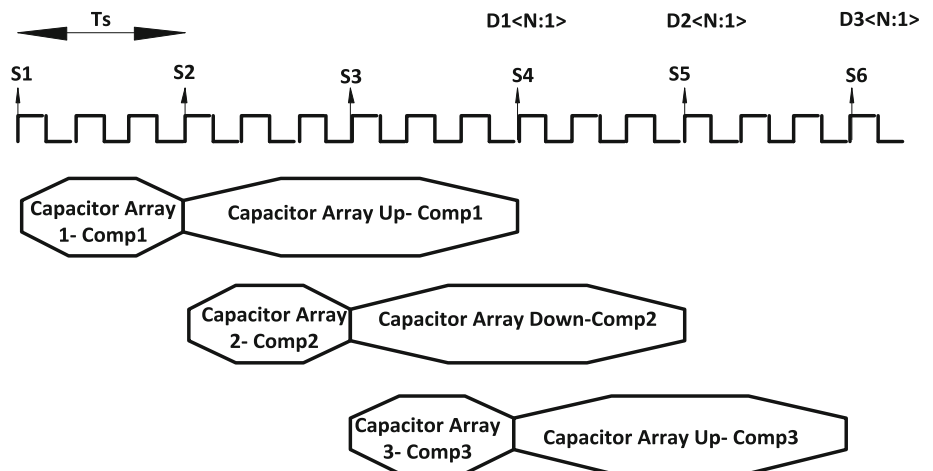 Ts
D1<N:1>
D2<N:1>
D3<N:1>
S1
S2
S3
S4
S5
S6
Capacitor Array
1- Comp1
Capacitor Array Up- Comp1
Capacitor Array
2- Comp2
Capacitor Array Down-Comp2
Capacitor Array
3- Comp3
Capacitor Array Up- Comp3